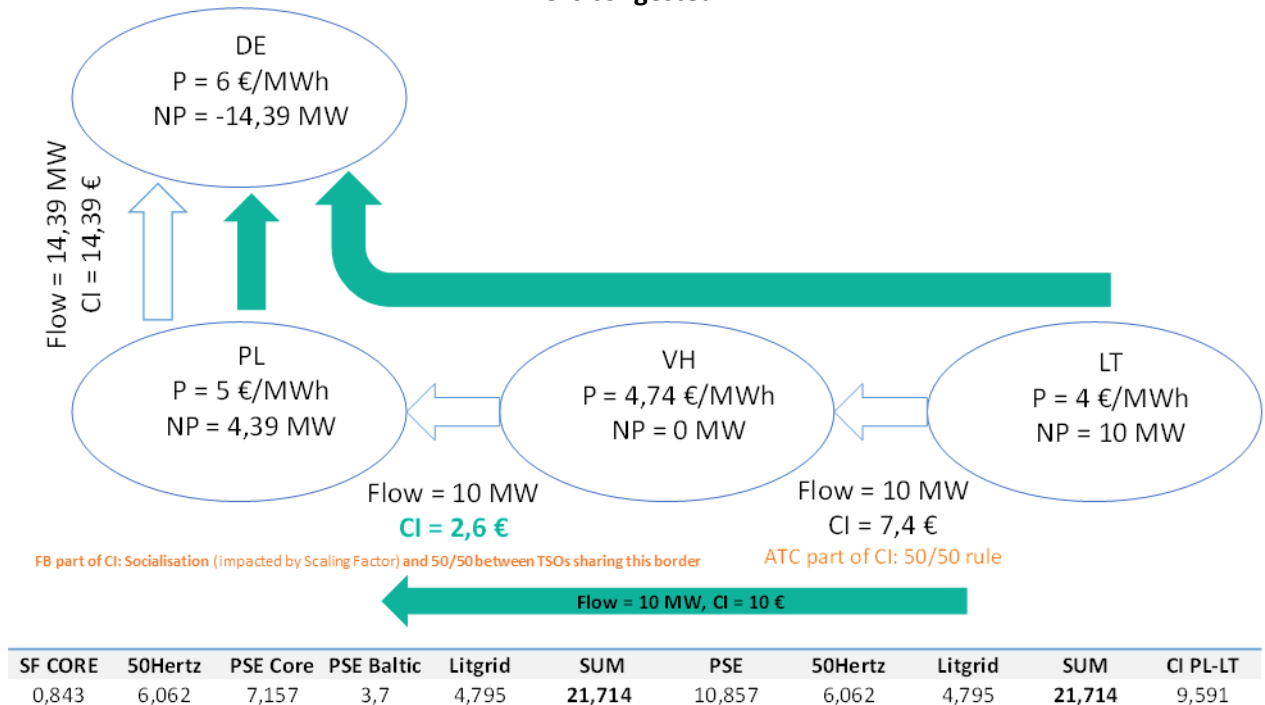 DE
P = 6 €/MWh
NP = -14,39 MW
Flow = 14,39 MW
CI = 14,39 €
PL
P = 5 €/MWh
NP = 4,39 MW
VH
P = 4,74 €/MWh
NP = 0 MW
LT
P = 4 €/MWh
NP = 10 MW
Flow = 10 MW
CI = 2,6 €
FB part of CI: Socialisation (impacted by Scaling Factor) and 50/50 between TSOs sharing this border
Flow = 10 MW
CI = 7,4 €
ATC part of CI: 50/50 rule
Flow = 10 MW, CI = 10 €
SF CORE 50Hertz PSE Core PSE Baltic Litgrid SUM PSE 50Hertz Litgrid SUM CI PL-LT
0,843 6,062 7,157 3,7 4,795 21,714 10,857 6,062 4,795 21,714 9,591